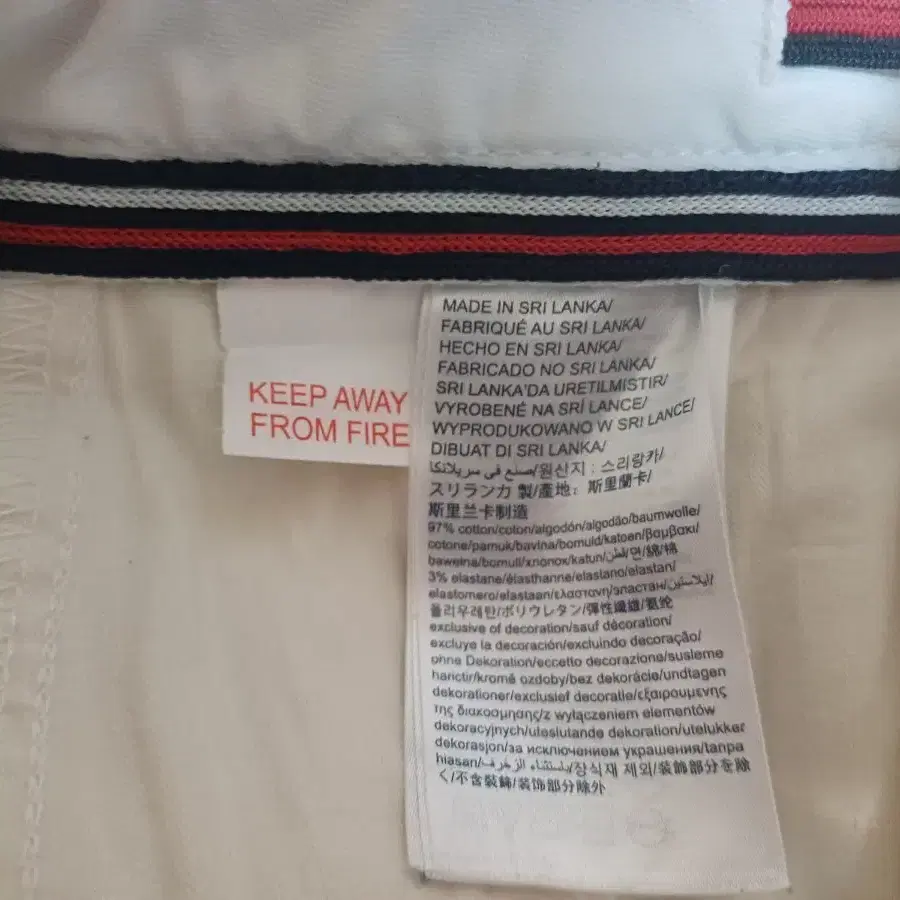 KEEP AWAY
FROM FIRE
MADE IN SRI LANKA/
FABRIQUÉ AU SRI LANKA/
HECHO EN SRI LANKA/
FABRICADO NO SRI LANKA/
SRI LANKA'DA URETILMISTIR/
VYROBENÉ NA SRÍ LANCE/
WYPRODUKOWANO W SRI LANCE/
DIBUAT DI SRI LANKA/
صنع في سريلانكا/원산지 : 스리랑카/
スリランカ 製/產地: 斯里蘭卡/
斯里兰卡制造
97% cotton/coton/algodón/algodão/baumwolle/
cotone/pamuk/bavlna/bomuld/katoen/βαμβακι/
bawełna/bomull/хлопок/katun/قطن/면/綿/棉
3% elastane/élasthanne/elastano/elastan/
elastomero/elastaan/ελαστανη/эластан/ايلاستين/
폴리우레탄/ポリウレタン/彈性纖維/氨纶
exclusive of decoration/sauf décoration/
excluye la decoración/excluindo decoração/
ohne Dekoration/eccetto decorazione/susleme
harictir/kromě ozdoby/bez dekorácie/undtagen
dekorationer/exclusief decoratie/εξαιρουμενης
της διακοσμησης/z wyłączeniem elementów
dekoracyjnych/uteslutande dekoration/utelukker
dekorasjon/за исключением украшения/tanpa
hiasan/باستثناء الزخرف/장식재 제외/装飾部分を除
く/不含裝飾/装饰部分除外